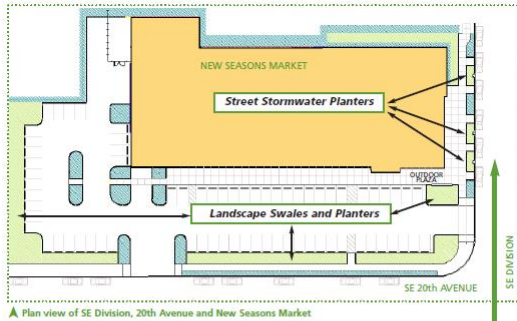 NEW SEASONS MARKET
Street Stormwater Planters
OUTDOOR
PLAZA
Landscape Swales and Planters
SE 20th AVENUE
SE DIVISION
Plan view of SE Division, 20th Avenue and New Seasons Market